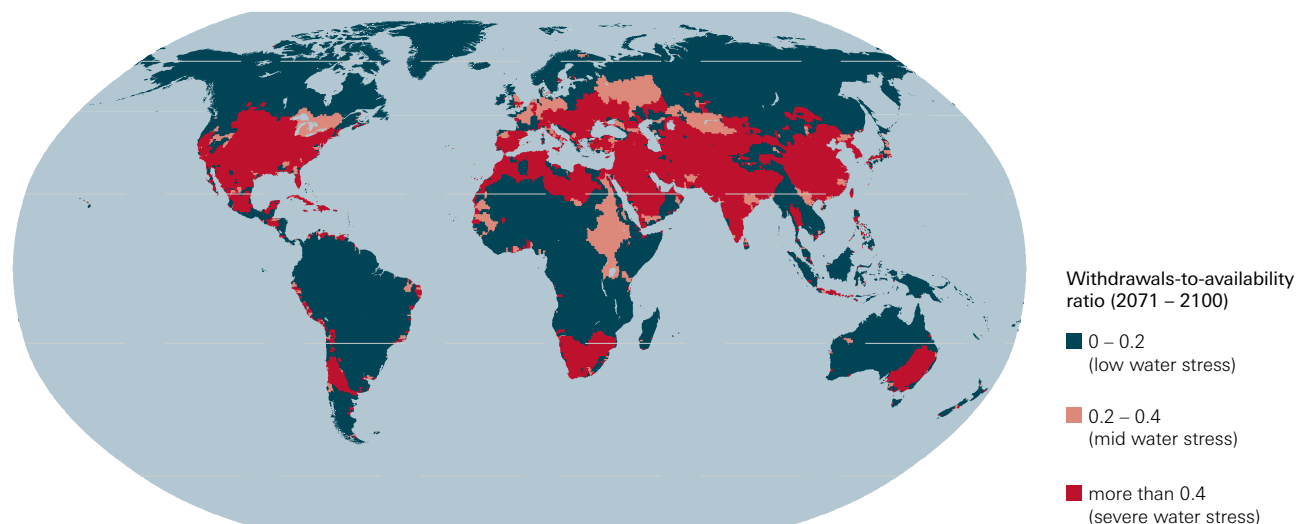 Withdrawals-to-availability
ratio (2071 – 2100)
0 – 0.2
(low water stress)
0.2 – 0.4
(mid water stress)
more than 0.4
(severe water stress)